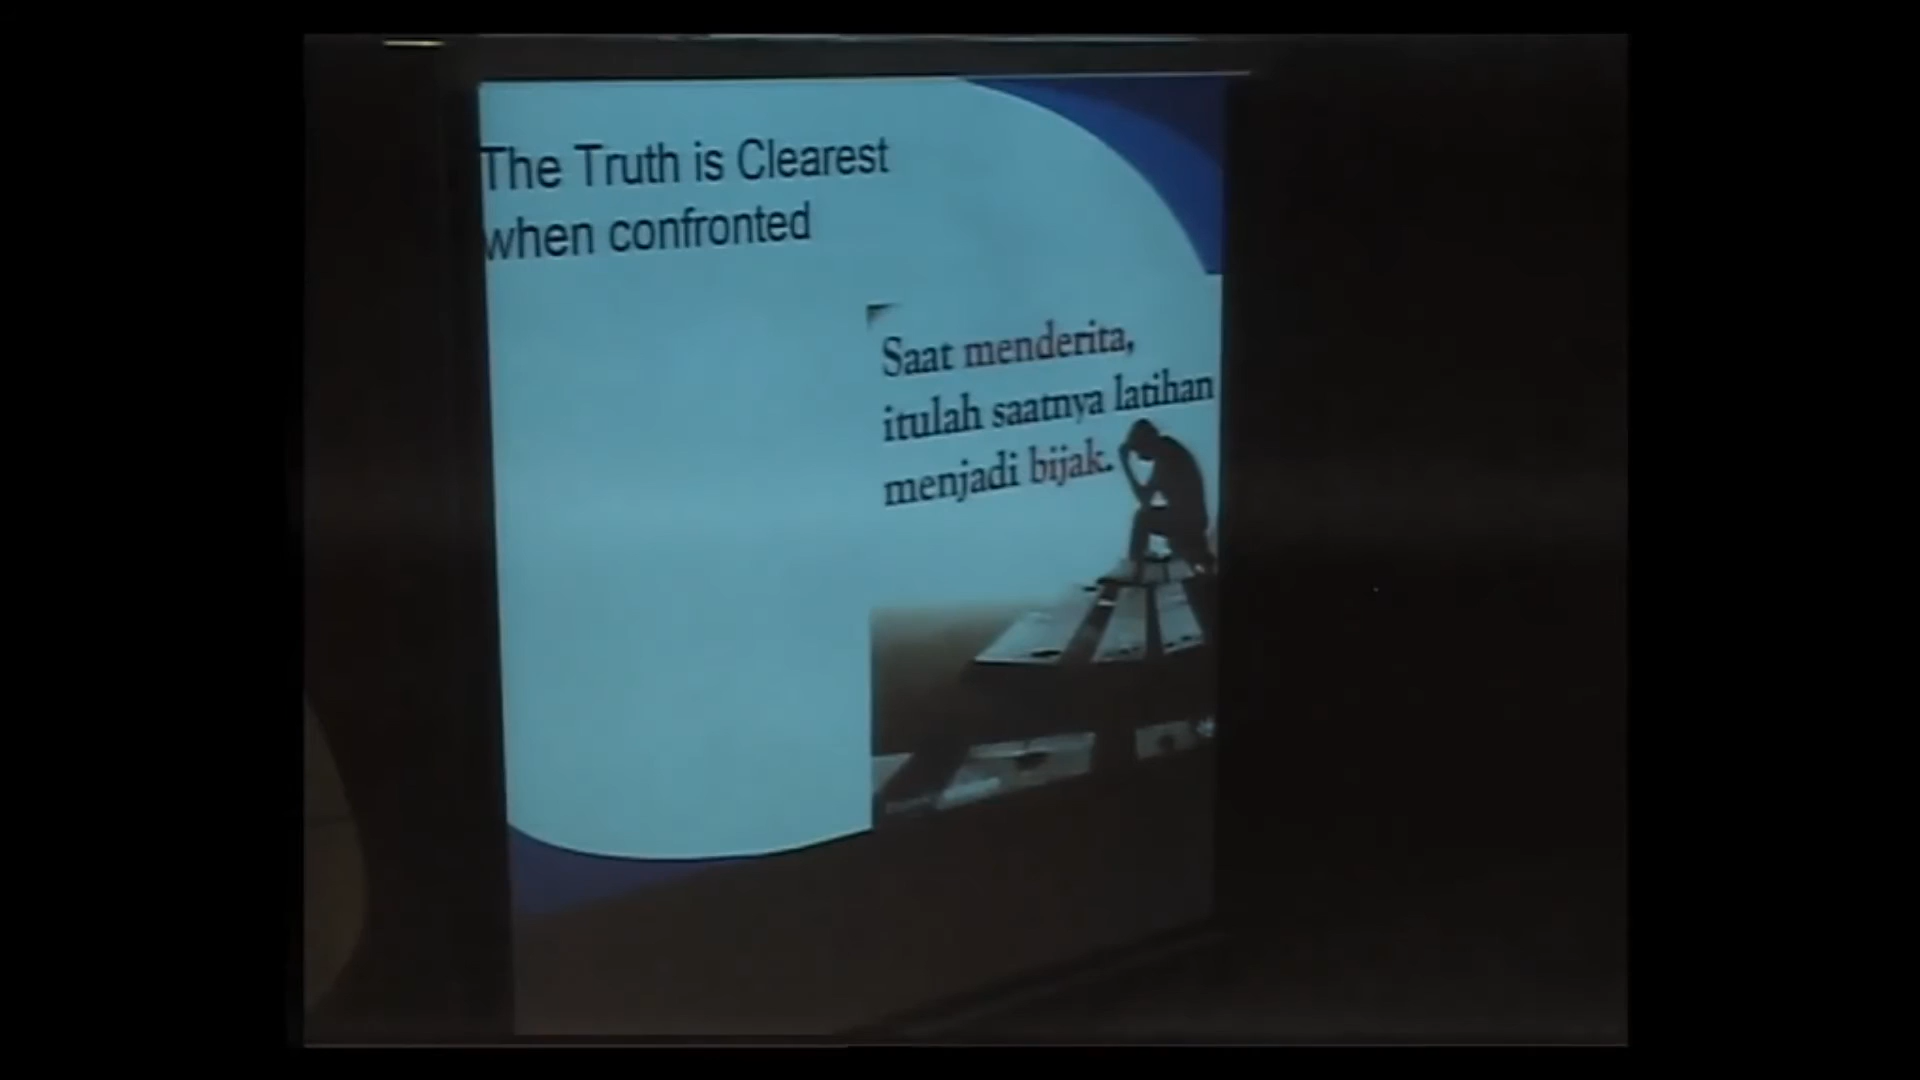 The Truth is Clearest
when confronted
Saat menderita,
itulah saatnya latihan
menjadi bijak.